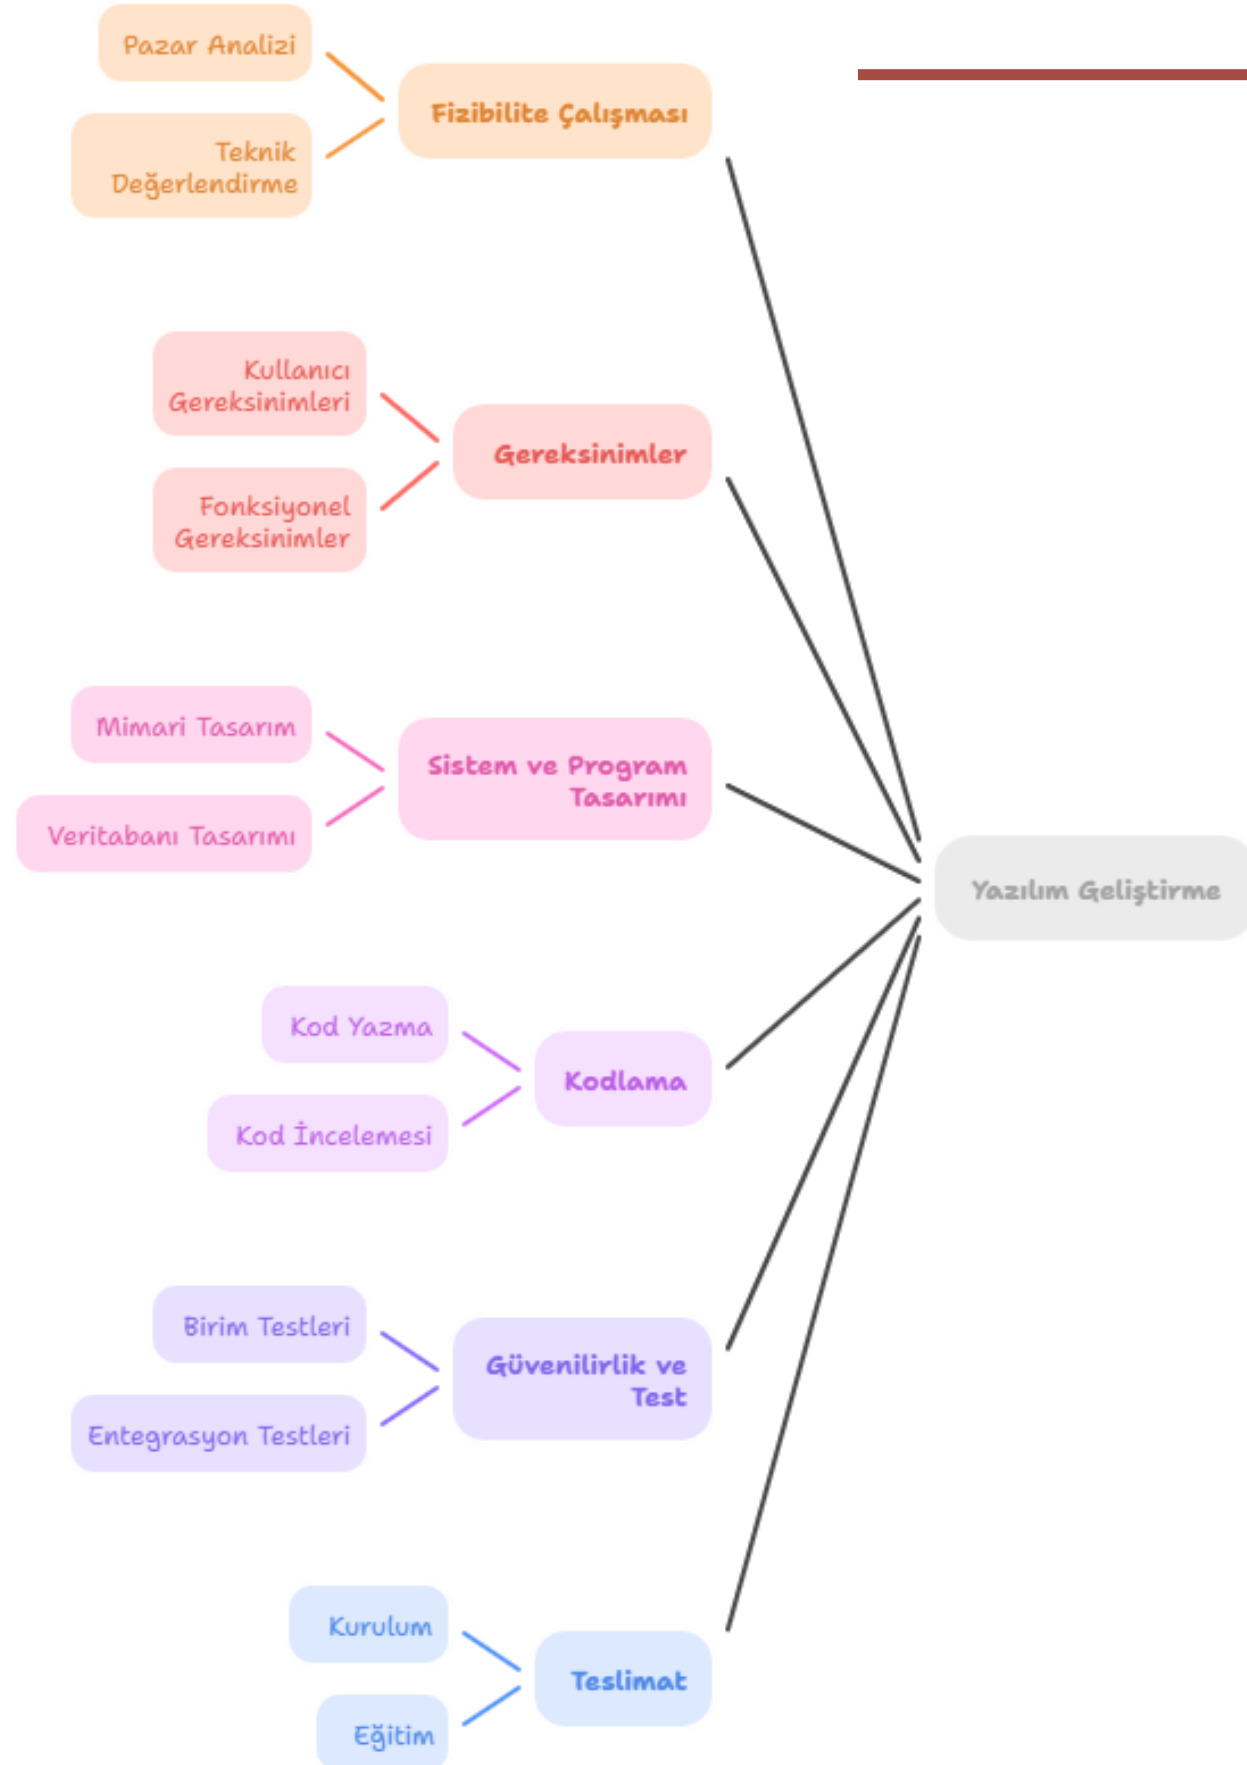 Pazar Analizi
Teknik
Değerlendirme
Fizibilite Çalışması
Kullanıcı
Gereksinimleri
Fonksiyonel
Gereksinimler
Gereksinimler
Mimari Tasarım
Veritabanı Tasarımı
Sistem ve Program
Tasarımı
Yazılım Geliştirme
Kod Yazma
Kod İncelemesi
Kodlama
Birim Testleri
Entegrasyon Testleri
Güvenilirlik ve
Test
Kurulum
Eğitim
Teslimat